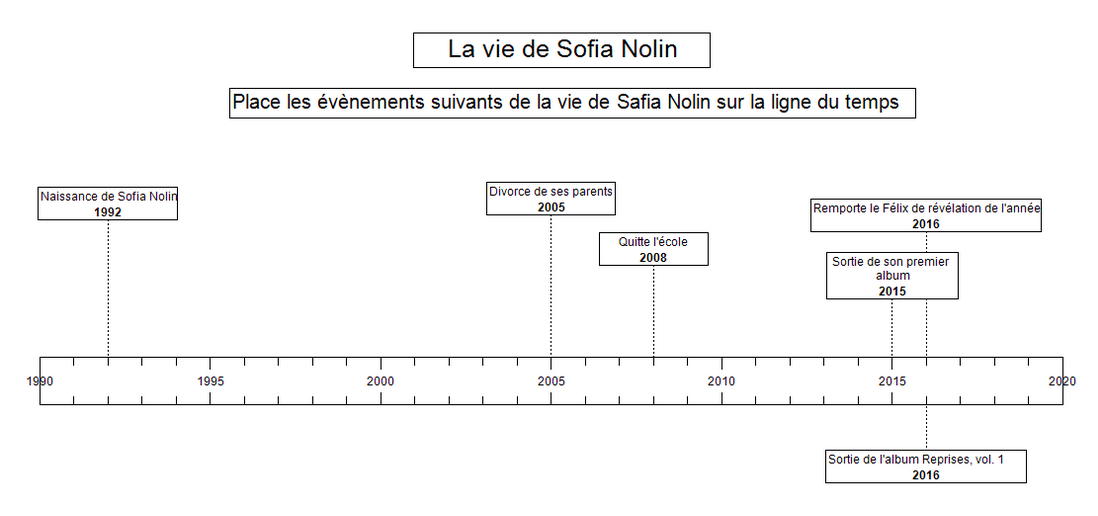 La vie de Sofia Nolin
Place les évènements suivants de la vie de Safia Nolin sur la ligne du temps
Naissance de Sofia Nolin
1992
Divorce de ses parents
2005
Quitte l'école
2008
Remporte le Félix de révélation de l'année
2016
Sortie de son premier
album
2015
1990
1995
2000
2005
2010
2015
2020
Sortie de l'album Reprises, vol. 1
2016